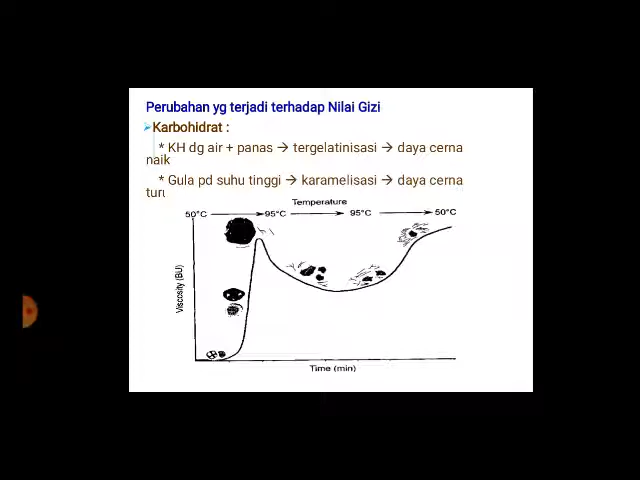 Perubahan yg terjadi terhadap Nilai Gizi
Karbohidrat :
* KH dg air + panas → tergelatinisasi → daya cerna
naik
* Gula pd suhu tinggi → karamelisasi → daya cerna
turu
Temperature
50°C → 95°C → 95°C → 50°C
Viscosity (BU)
Time (min)